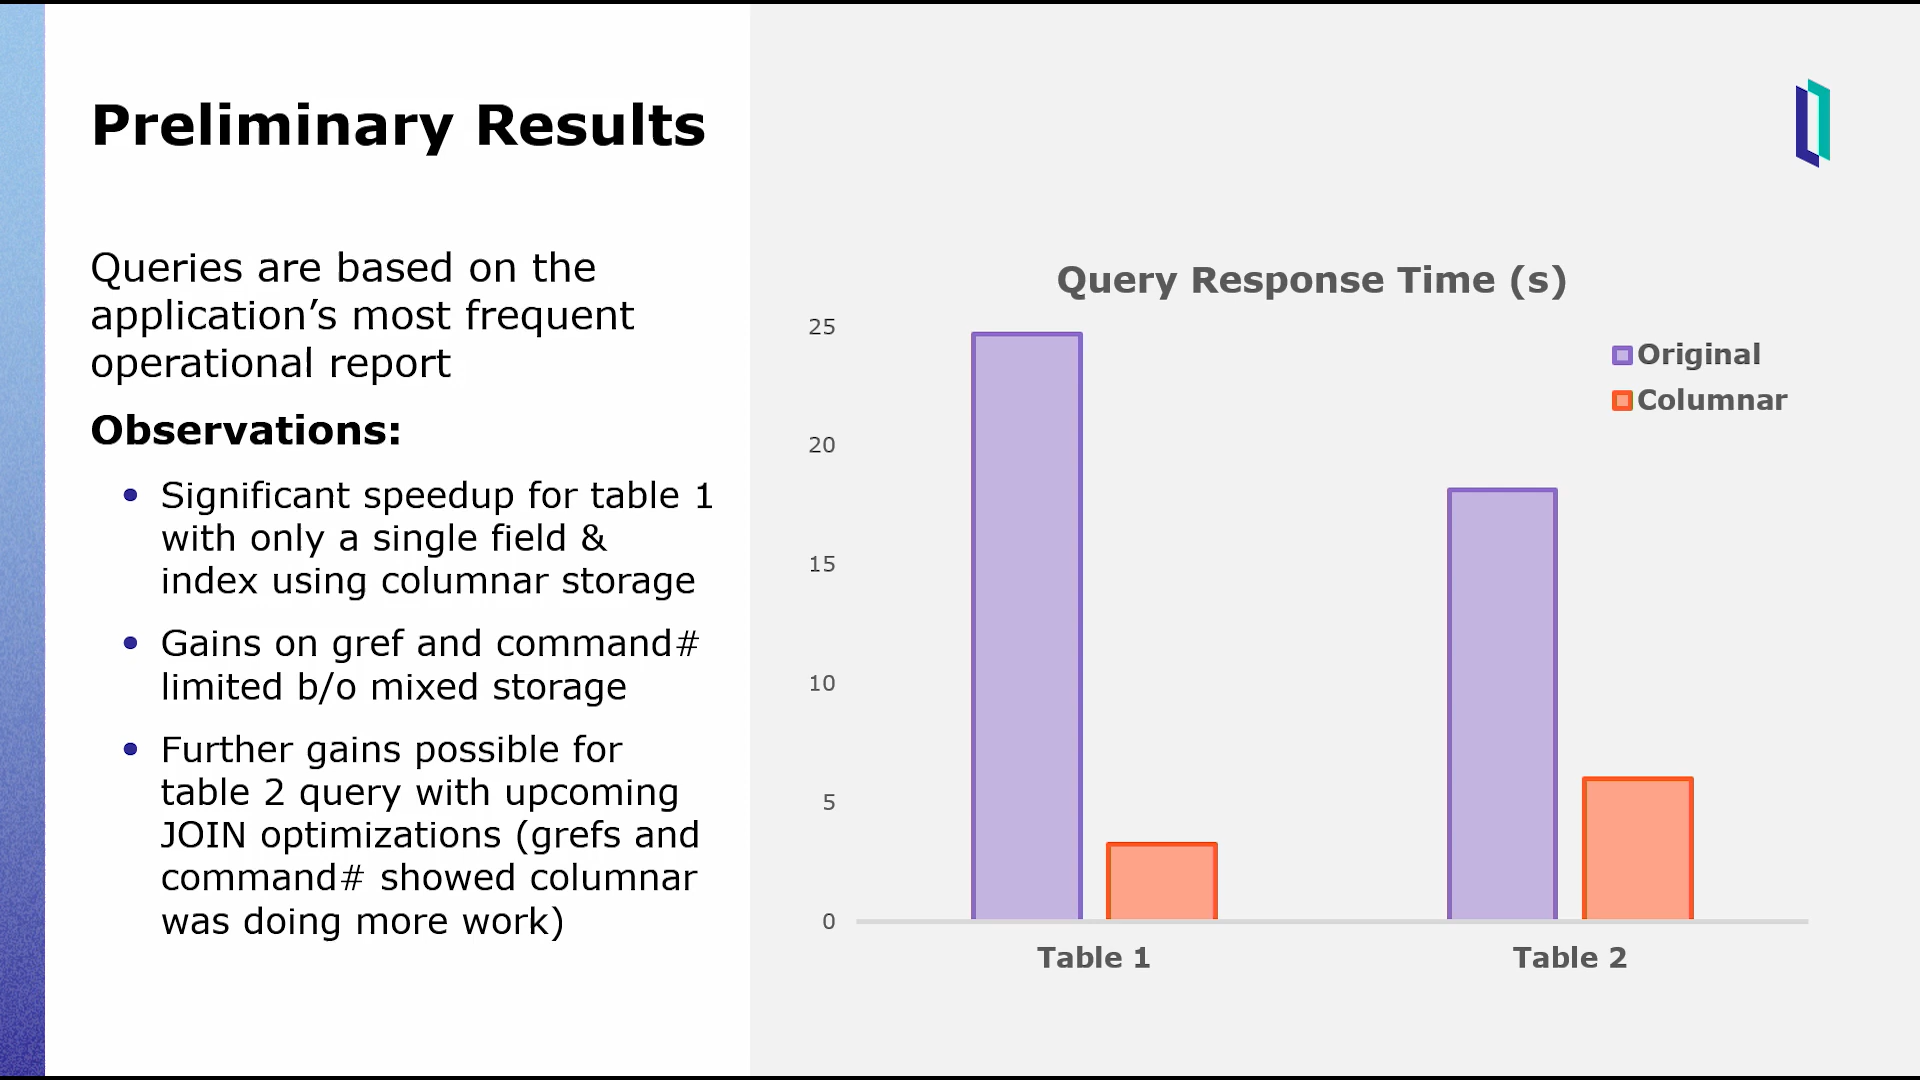 Preliminary Results
Queries are based on the
application’s most frequent
operational report
Observations:
• Significant speedup for table 1
with only a single field &
index using columnar storage
• Gains on gref and command#
limited b/o mixed storage
• Further gains possible for
table 2 query with upcoming
JOIN optimizations (grefs and
command# showed columnar
was doing more work)
Query Response Time (s)
25
20
15
10
5
0
Original
Columnar
Table 1
Table 2